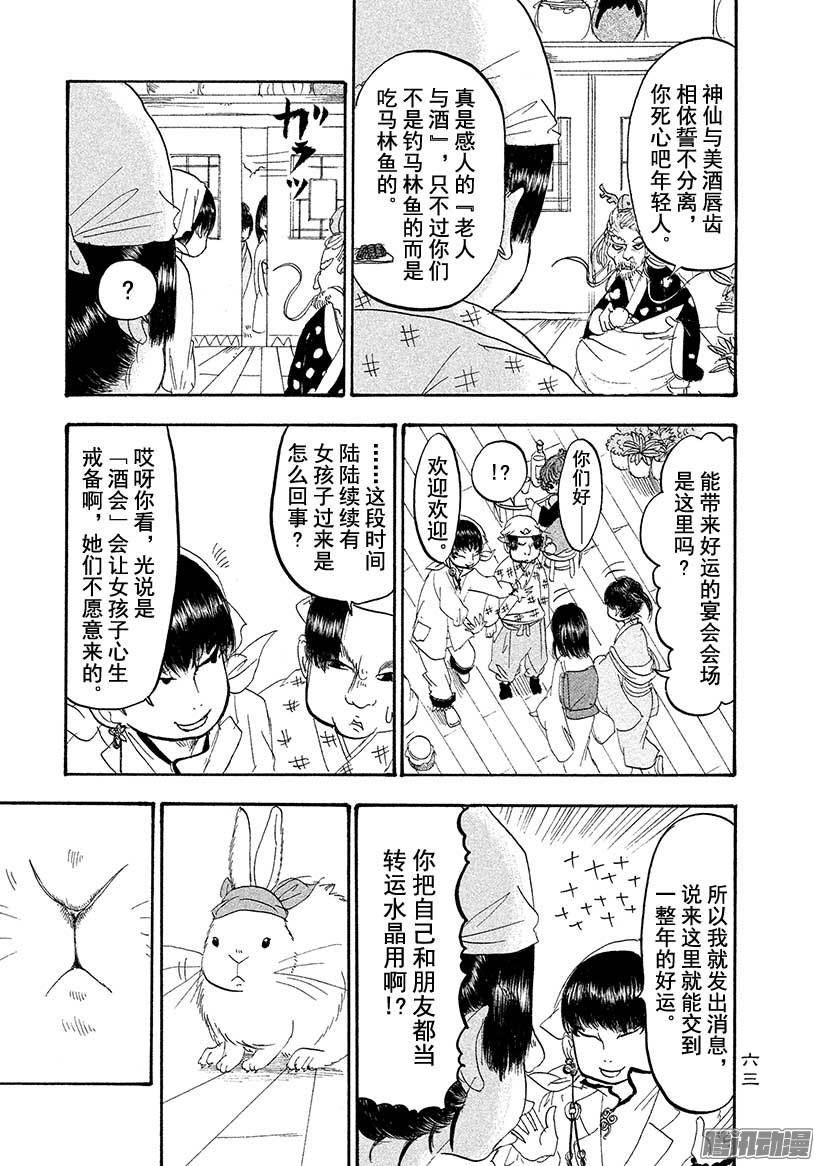 神仙与美酒唇齿
相依誓不分离，
你死心吧年轻人。
真是感人的『老人
与酒』，只不过你们
不是钓马林鱼的而是
吃马林鱼的。
ガラッ
？
能带来好运的宴会会场
是这里吗？
你们好——
！？
欢迎欢迎。
……这段时间
陆陆续续有
女孩子过来是
怎么回事？
哎呀你看，光说是
「酒会」会让女孩子心生
戒备啊，她们不愿意来的。
所以我就发出消息，
说来这里就能交到
一整年的好运。
你把自己和朋友都当
转运水晶用啊！？
六三
腾讯动漫